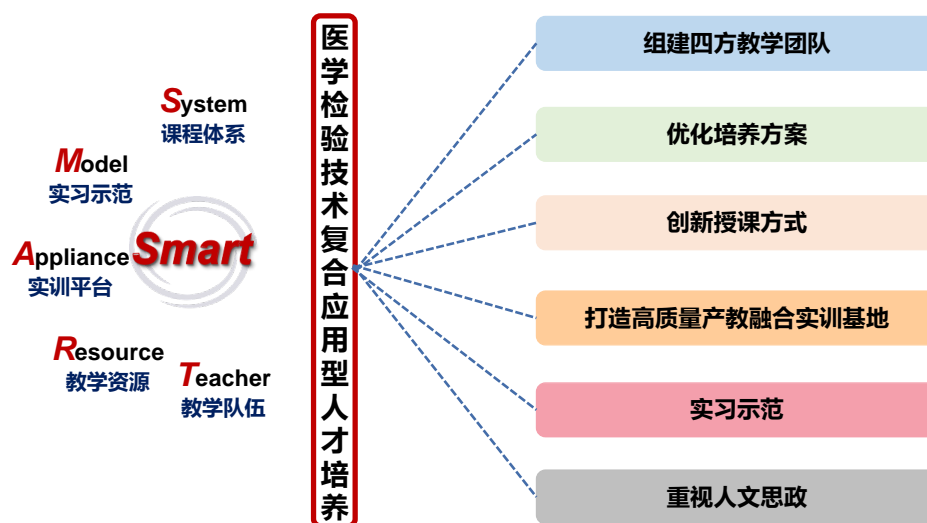 System
课程体系
Model
实习示范
Appliance
实训平台
Smart
Resource
教学资源
Teacher
教学队伍
医学检验技术复合应用型人才培养
组建四方教学团队
优化培养方案
创新授课方式
打造高质量产教融合实训基地
实习示范
重视人文思政